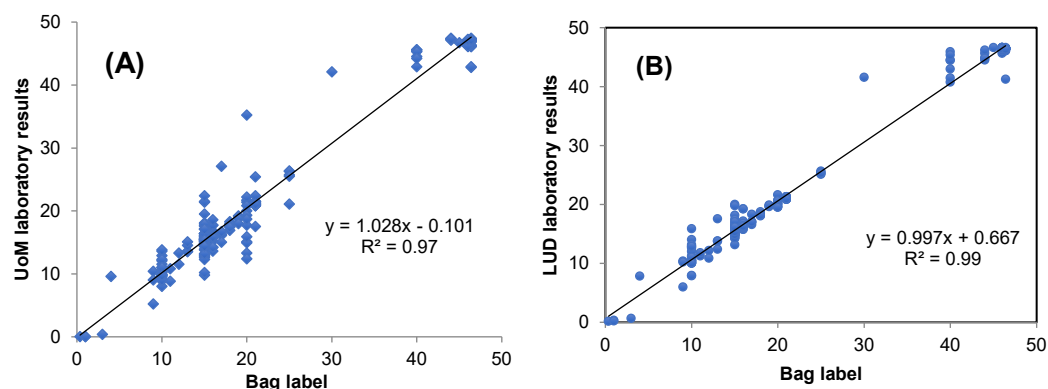 (A)
UoM laboratory results
50
40
30
20
10
0
y = 1.028x - 0.101
R² = 0.97
0 10 20 30 40 50
Bag label
(B)
LUD laboratory results
50
40
30
20
10
0
y = 0.997x + 0.667
R² = 0.99
0 10 20 30 40 50
Bag label